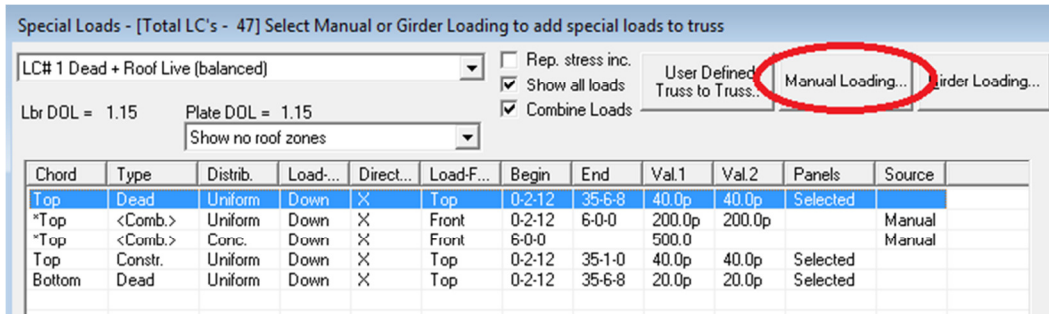 Special Loads - [Total LC's - 47] Select Manual or Girder Loading to add special loads to truss
LC# 1 Dead + Roof Live (balanced)
Rep. stress inc.
Show all loads
Combine Loads
User Defined
Truss to Truss..
Manual Loading...
Girder Loading...
Lbr DOL = 1.15 Plate DOL = 1.15
Show no roof zones
Chord Type Distrib. Load-... Direct... Load-F... Begin End Val.1 Val.2 Panels Source
Top Dead Uniform Down X Top 0-2-12 35-6-8 40.0p 40.0p Selected
*Top <Comb.> Uniform Down X Front 0-2-12 6-0-0 200.0p 200.0p Manual
*Top <Comb.> Conc. Down X Front 6-0-0 500.0 Manual
Top Constr. Uniform Down X Top 0-2-12 35-1-0 40.0p 40.0p Selected
Bottom Dead Uniform Down X Top 0-2-12 35-6-8 20.0p 20.0p Selected